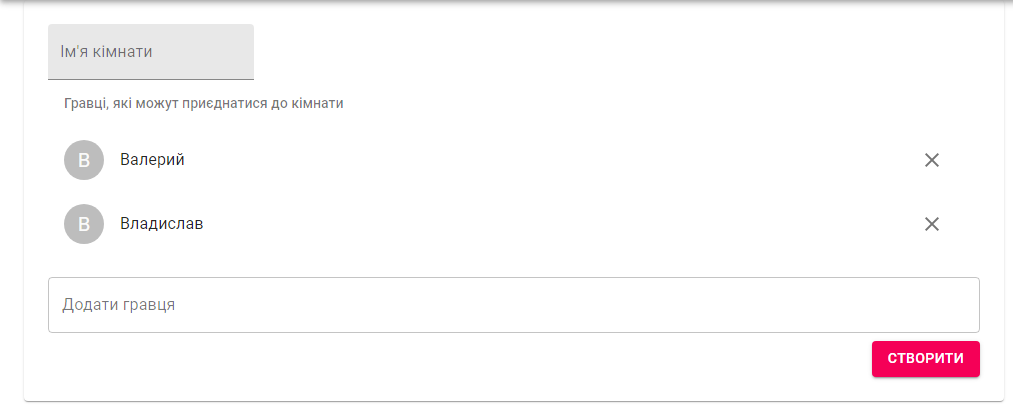 Ім'я кімнати
Гравці, які можут приєднатися до кімнати
В Валерий
В Владислав
Додати гравця
СТВОРИТИ